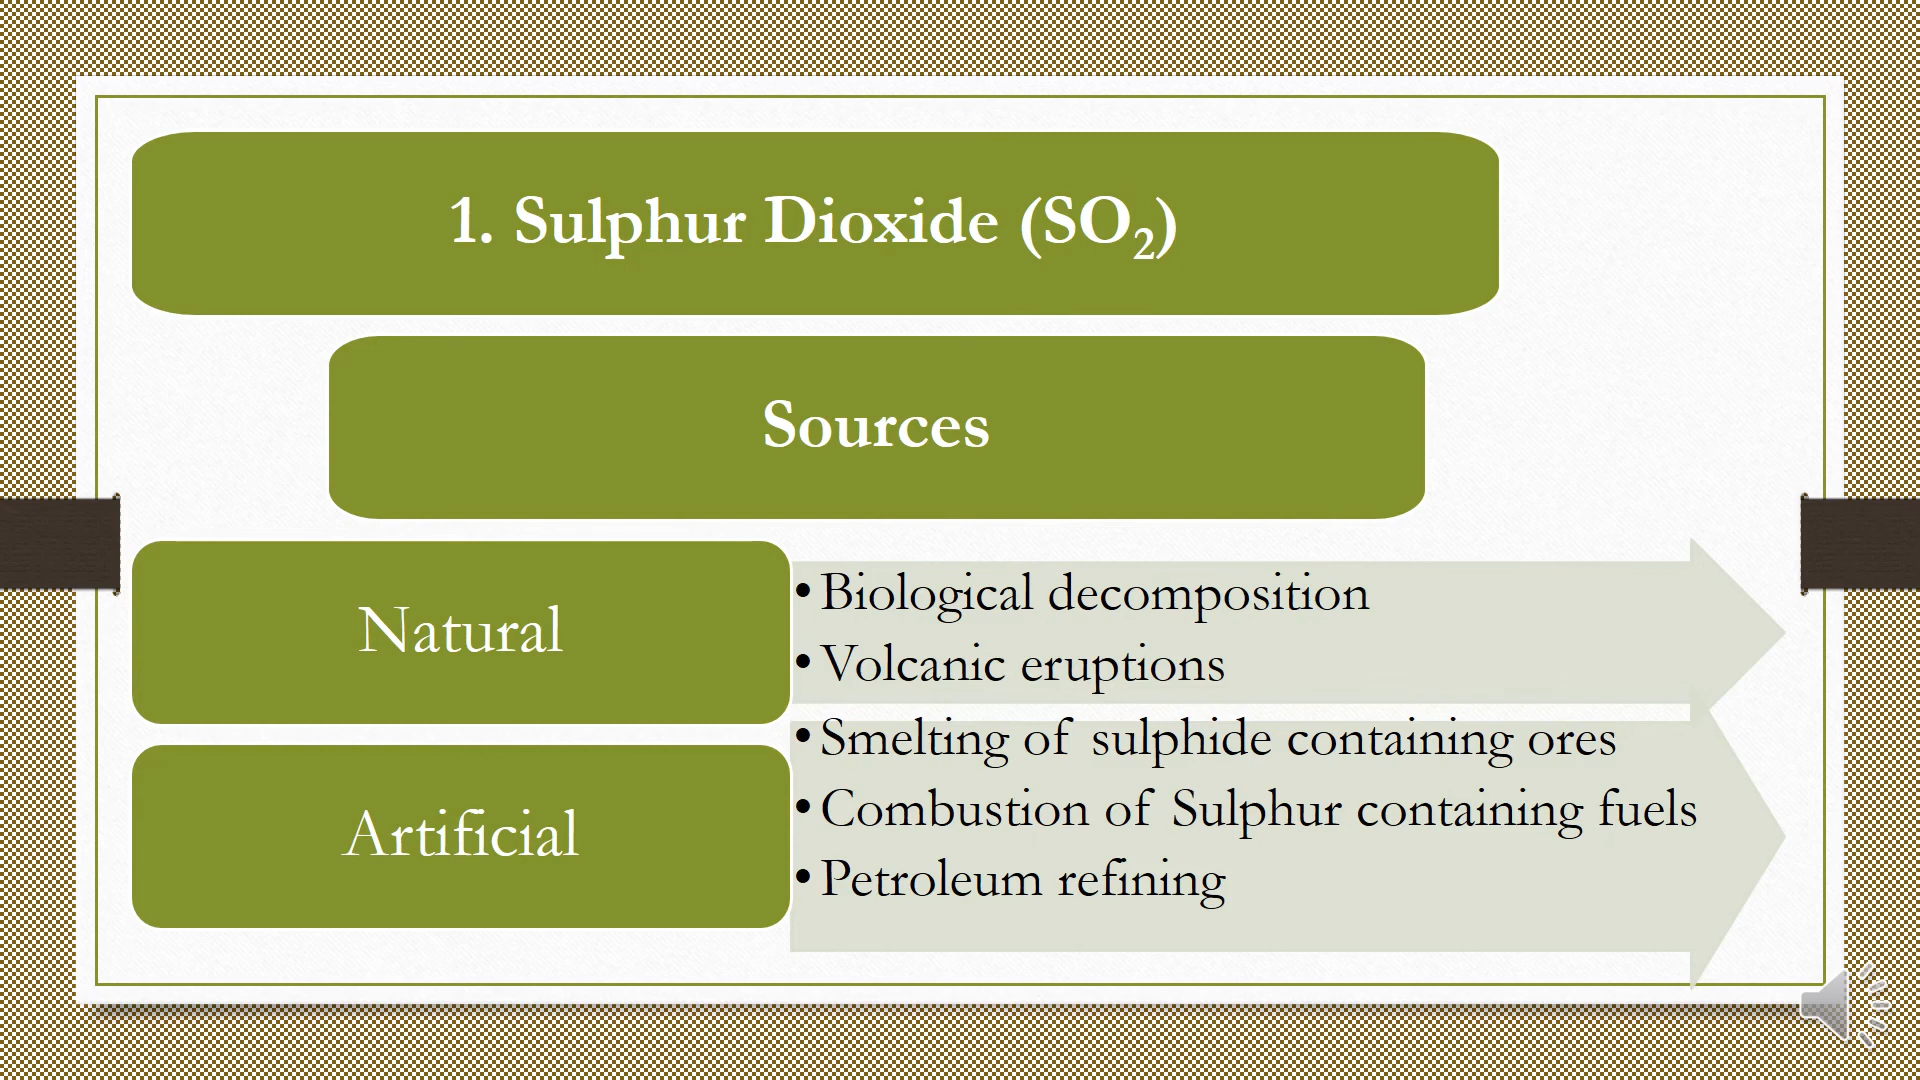 1. Sulphur Dioxide (SO₂)
Sources
Natural
• Biological decomposition
• Volcanic eruptions
Artificial
• Smelting of sulphide containing ores
• Combustion of Sulphur containing fuels
• Petroleum refining